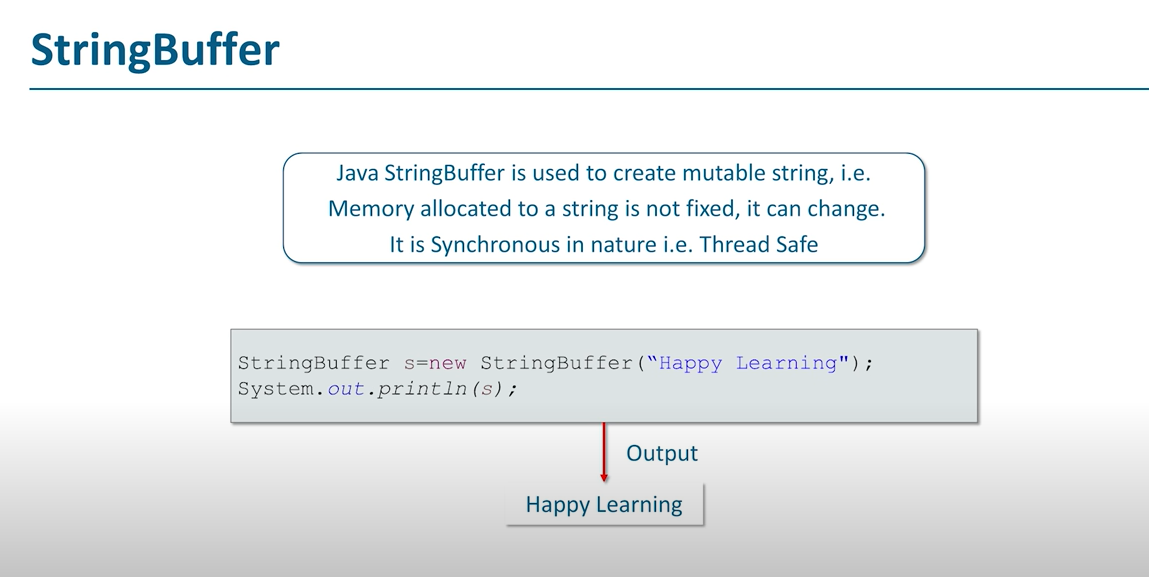 StringBuffer
Java StringBuffer is used to create mutable string, i.e.
Memory allocated to a string is not fixed, it can change.
It is Synchronous in nature i.e. Thread Safe
StringBuffer s=new StringBuffer(“Happy Learning");
System.out.println(s);
Output
Happy Learning